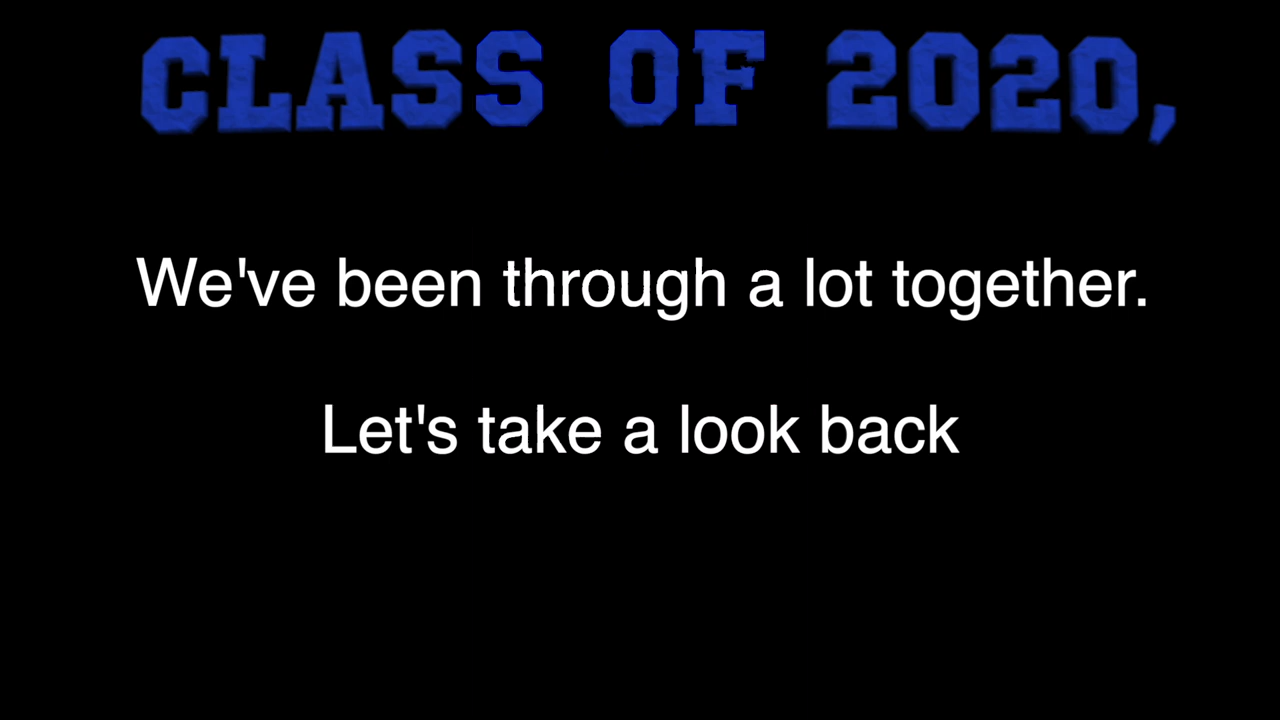 CLASS OF 2020,
We've been through a lot together.
Let's take a look back